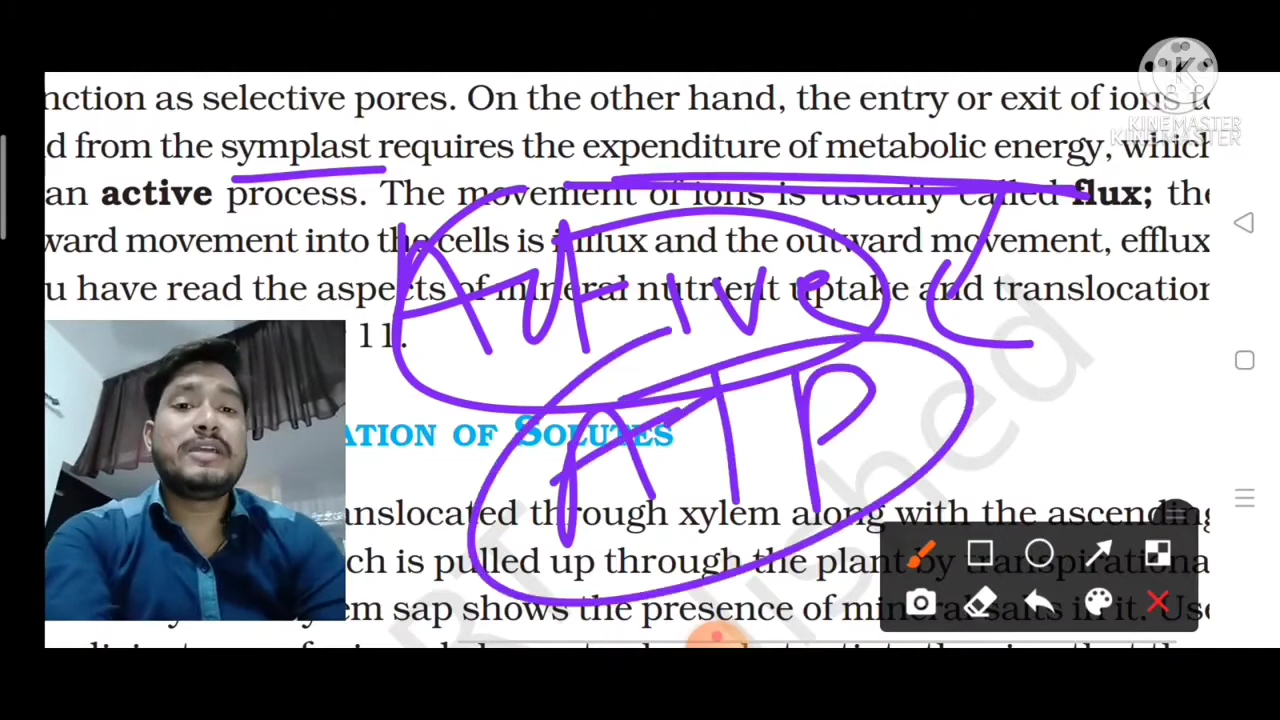 nction as selective pores. On the other hand, the entry or exit of ions to
d from the symplast requires the expenditure of metabolic energy, which
an active process. The movement of ions is usually called flux; the
ward movement into the cells is influx and the outward movement, efflux
u have read the aspects of mineral nutrient uptake and translocation
11.
Active
ATP
ATION OF SOLUTES
anslocated through xylem along with the ascending
ch is pulled up through the plant by transpirational
em sap shows the presence of mineral salts in it. Use
K
KINEMASTER
KINEMASTER